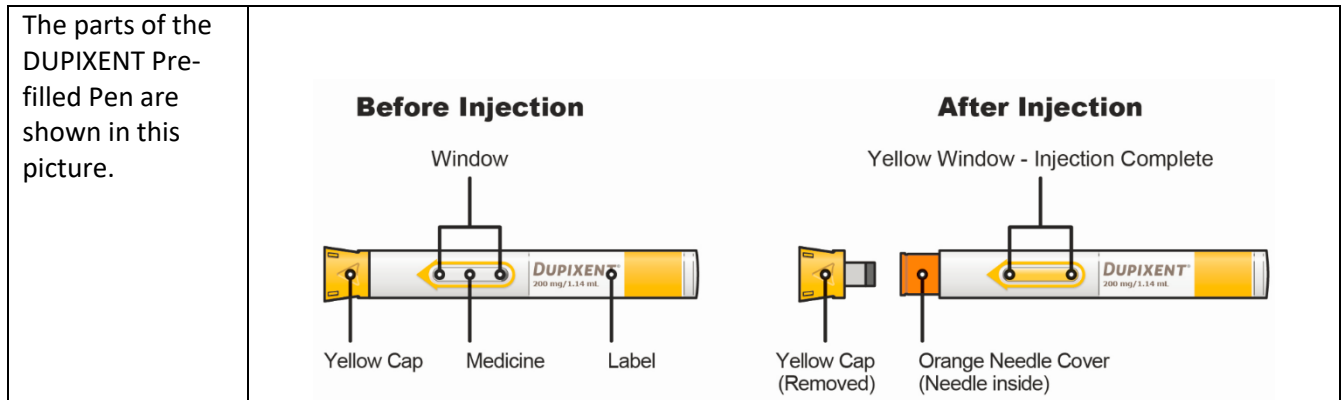 The parts of the
DUPIXENT Pre-
filled Pen are
shown in this
picture.
Before Injection
Window
DUPIXENT®
200 mg/1.14 mL
Yellow Cap
Medicine
Label
After Injection
Yellow Window - Injection Complete
DUPIXENT®
200 mg/1.14 mL
Yellow Cap
(Removed)
Orange Needle Cover
(Needle inside)